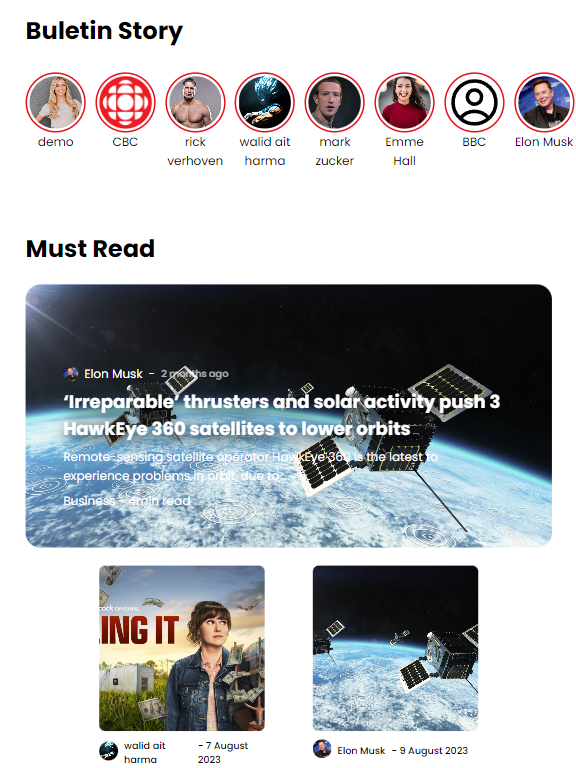 Buletin Story
demo
CBC
rick
verhoven
walid ait
harma
mark
zucker
Emme
Hall
BBC
Elon Musk
Must Read
Elon Musk - 2 months ago
‘Irreparable’ thrusters and solar activity push 3
HawkEye 360 satellites to lower orbits
Remote-sensing satellite operator HawkEye 360 is the latest to
experience problems in orbit, due to
Business - 4min read
COCK ORIGINAL
ING IT
walid ait
harma
- 7 August
2023
Elon Musk - 9 August 2023